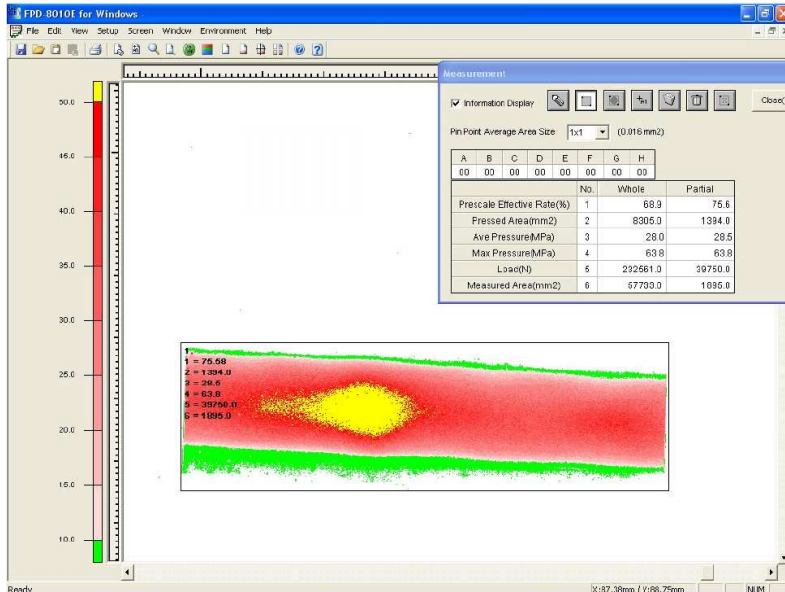 FPD-8010E for Windows
File Edit View Setup Screen Window Environment Help
Measurement
Information Display
Close(
Pin Point Average Area Size 1x1 (0.016 mm2)
A B C D E F G H
00 00 00 00 00 00 00 00
No. Whole Partial
Prescale Effective Rate(%) 1 68.9 75.6
Pressed Area(mm2) 2 8305.0 1394.0
Ave Pressure(MPa) 3 28.0 28.5
Max Pressure(MPa) 4 63.8 63.8
Load(N) 5 232561.0 39750.0
Measured Area(mm2) 6 57733.0 1895.0
50.0
45.0
40.0
35.0
30.0
25.0
20.0
15.0
10.0
1
1 = 75.58
2 = 1394.0
3 = 28.5
4 = 63.8
5 = 39750.0
6 = 1895.0
Ready X:87.38mm / Y:88.75mm NUM